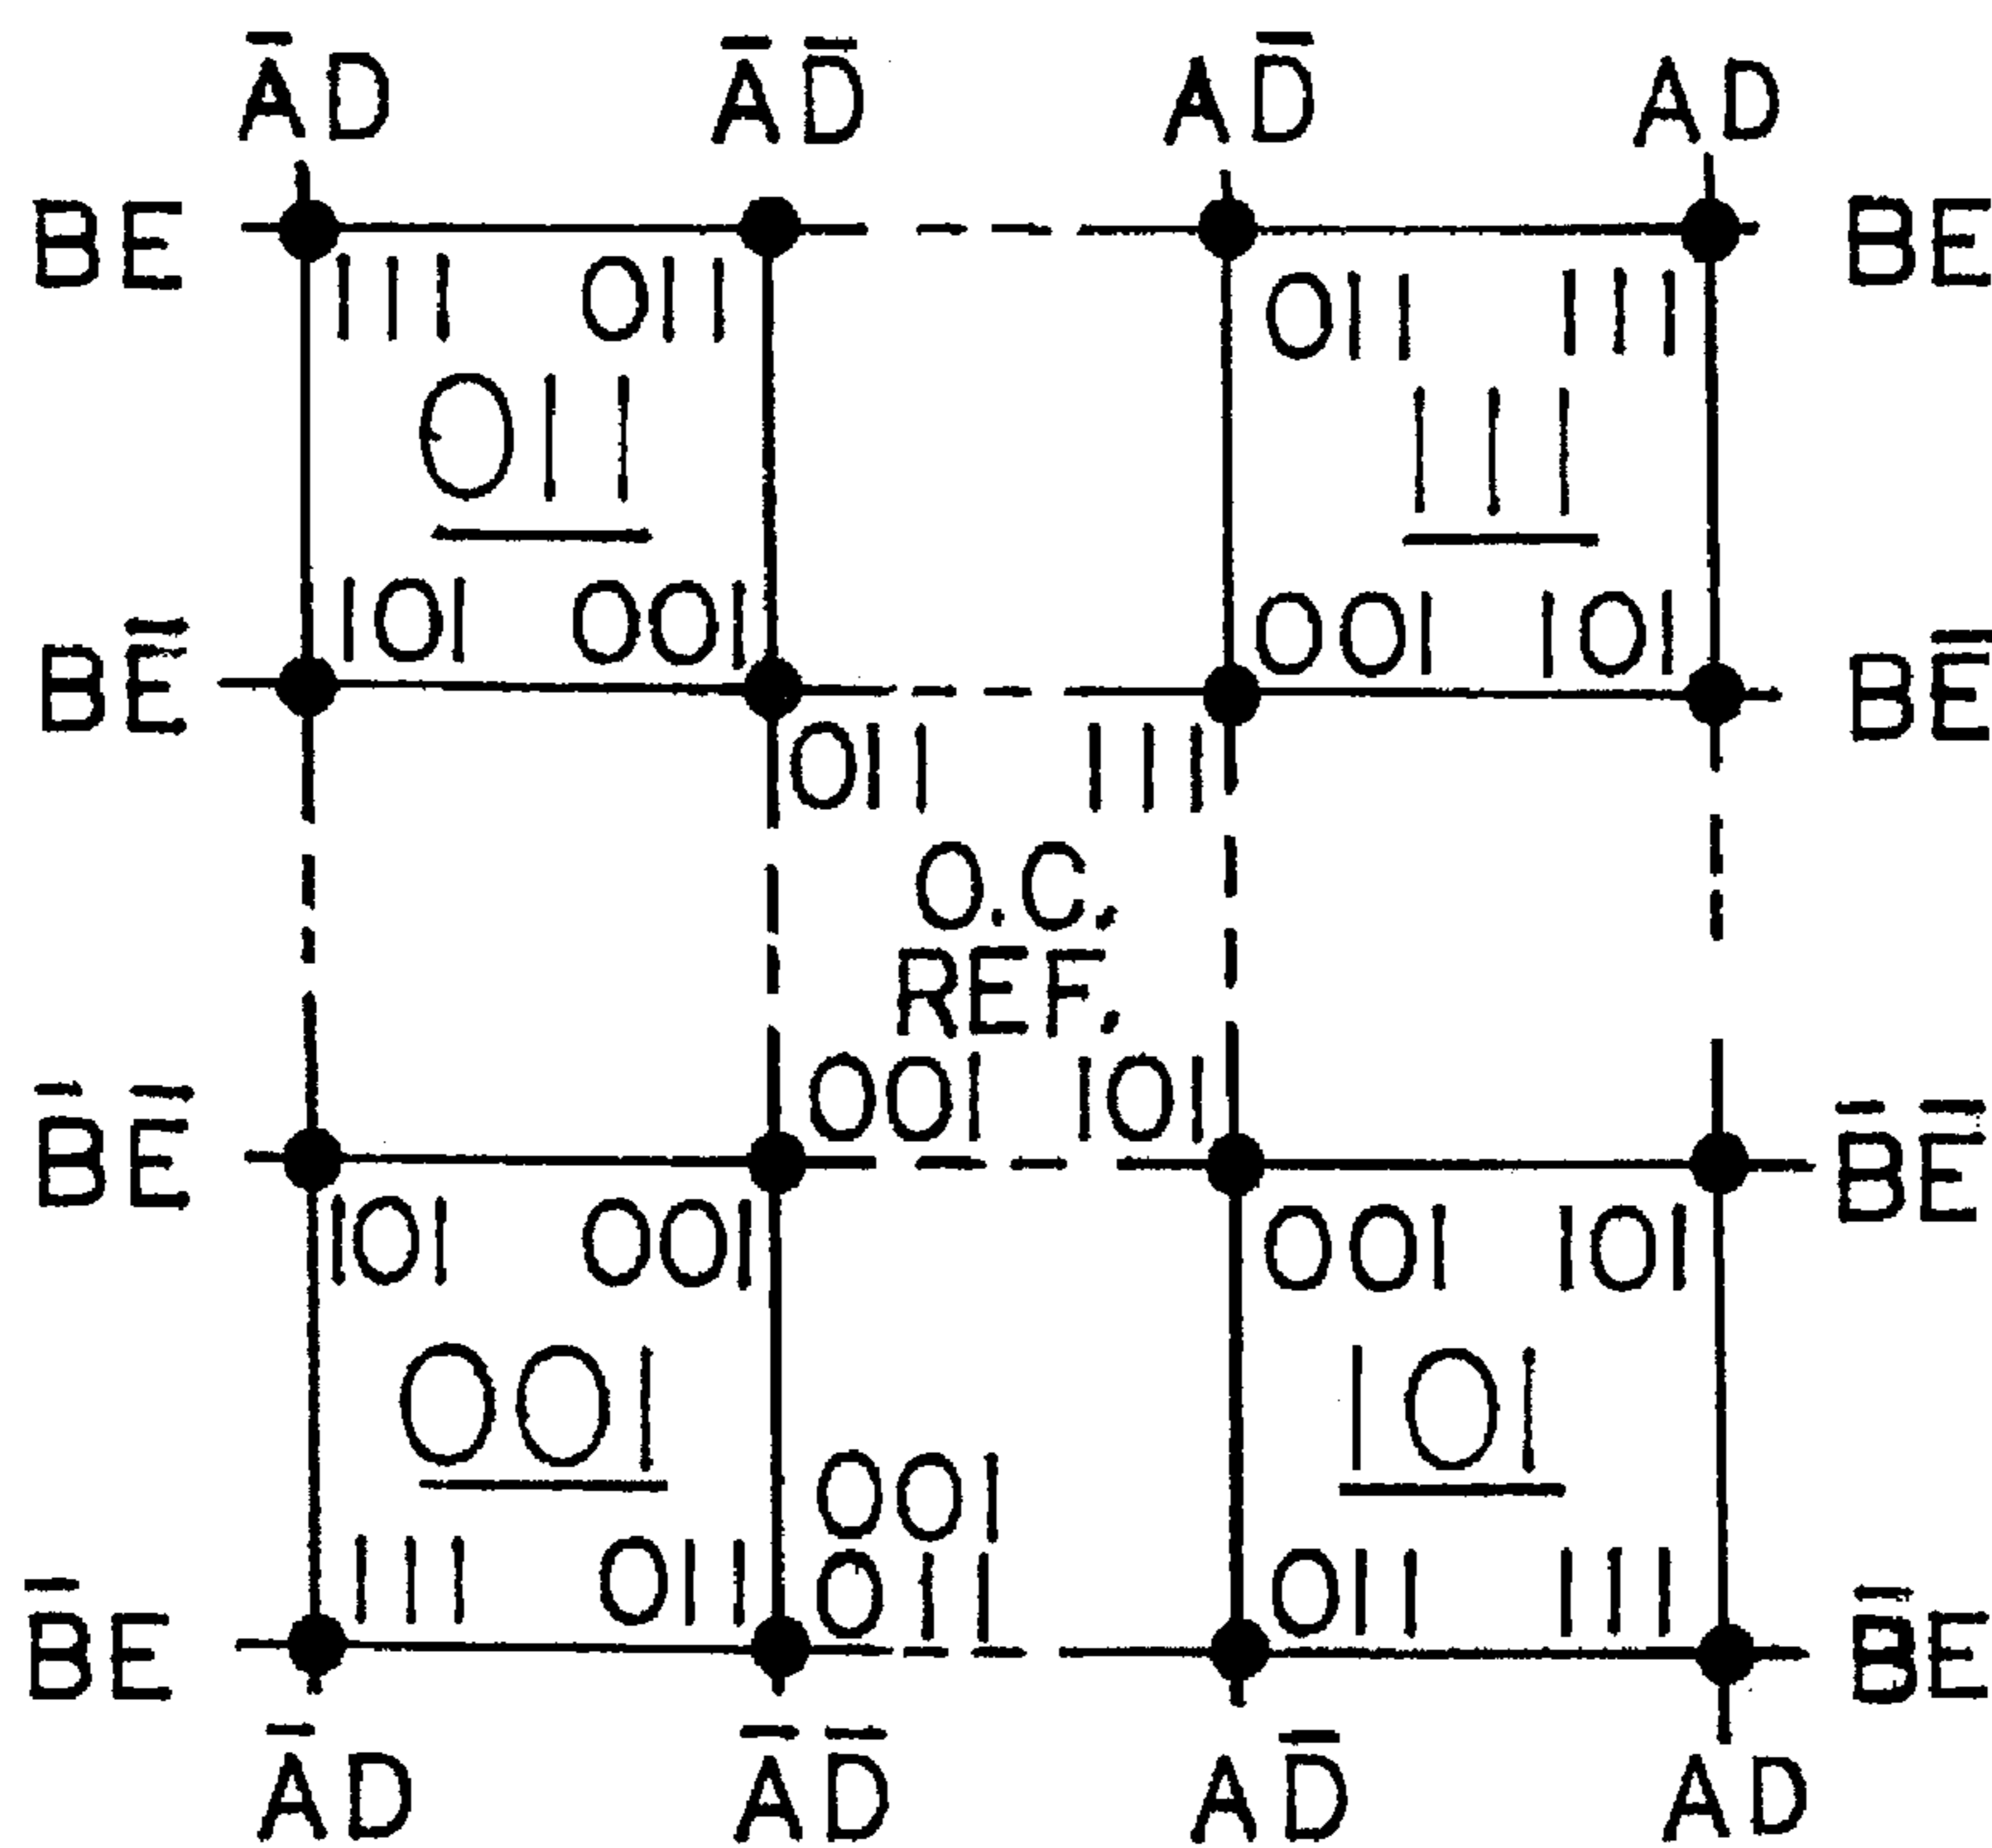 ĀD ĀD̄ AD̄ AD
BE BE
111 011 011 111
011 111
101 001 001 101
BĒ BĒ
011 111
O.C.
REF.
001 101
B̄Ē B̄Ē
101 001 001 101
001 101
001
111 011 011 011 111
B̄E B̄E
ĀD ĀD̄ AD̄ AD